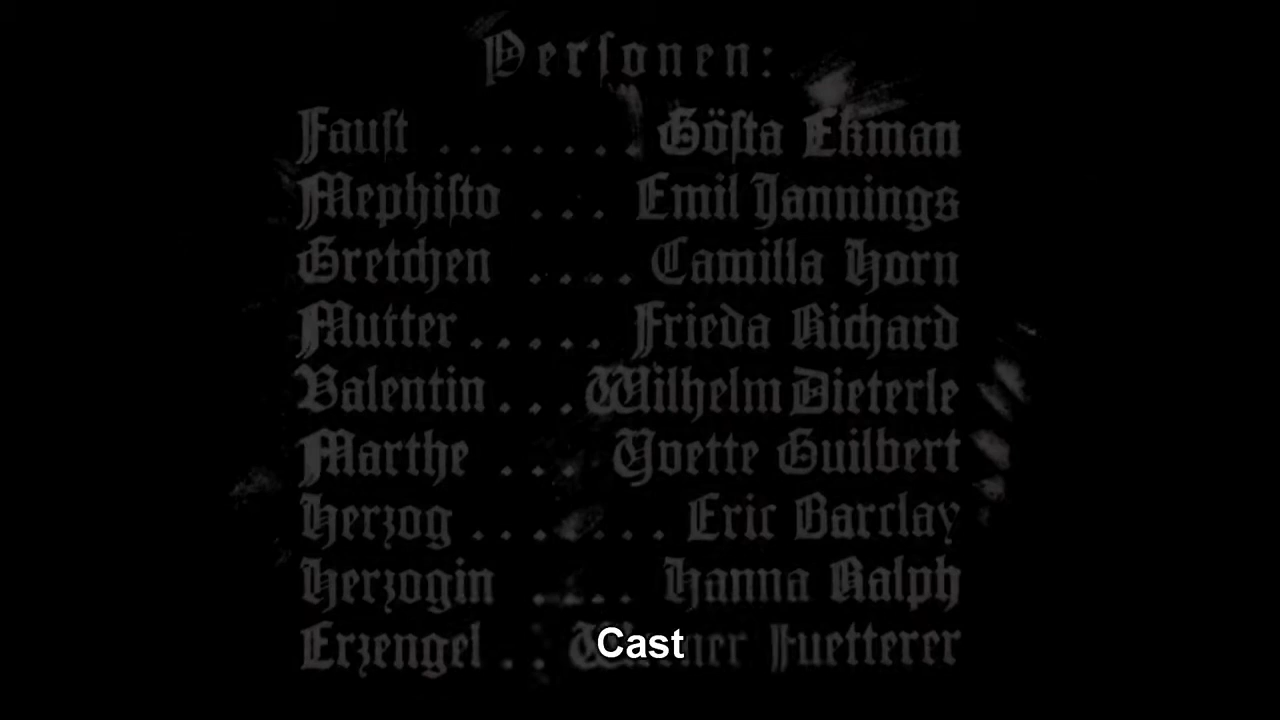 Perſonen:
Fauſt ....... Göſta Ekman
Mephiſto ... Emil Jannings
Gretchen .... Camilla Horn
Mutter ..... Frieda Richard
Valentin ... Wilhelm Dieterle
Marthe ... Yvette Guilbert
Herzog ....... Eric Barclay
Herzogin .... Hanna Ralph
Erzengel .. Werner Fuetterer
Cast